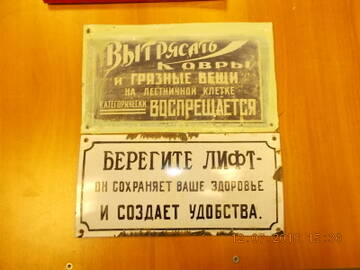 ВЫТРЯСАТЬ
КОВРЫ
И ГРЯЗНЫЕ ВЕЩИ
НА ЛЕСТНИЧНОЙ КЛЕТКЕ
КАТЕГОРИЧЕСКИ ВОСПРЕЩАЕТСЯ
БЕРЕГИТЕ ЛИФТ-
ОН СОХРАНЯЕТ ВАШЕ ЗДОРОВЬЕ
И СОЗДАЕТ УДОБСТВА.